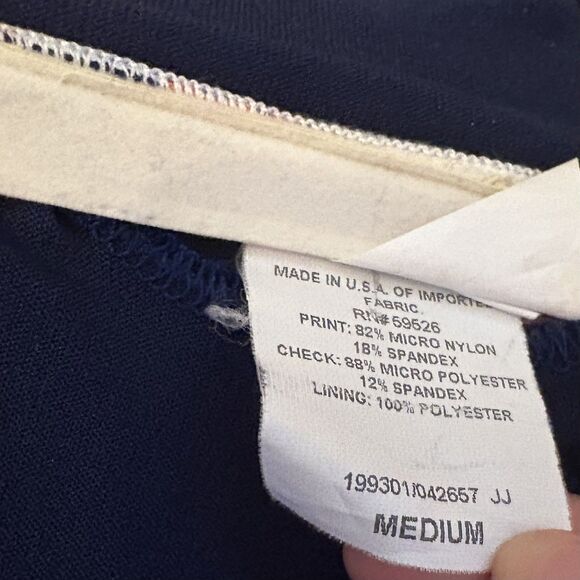 MADE IN U.S.A. OF IMPORTED
FABRIC
RN# 59526
PRINT: 82% MICRO NYLON
18% SPANDEX
CHECK: 88% MICRO POLYESTER
12% SPANDEX
LINING: 100% POLYESTER
199301/042657 JJ
MEDIUM